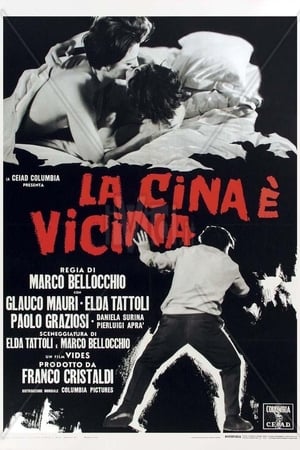 LA CEIAD COLUMBIA
PRESENTA
LA CINA È
VICINA
REGIA DI
MARCO BELLOCCHIO
CON
GLAUCO MAURI • ELDA TATTOLI
PAOLO GRAZIOSI • DANIELA SURINA
PIERLUIGI APRA'
SCENEGGIATURA DI
ELDA TATTOLI E MARCO BELLOCCHIO
UN FILM VIDES
PRODOTTO DA
FRANCO CRISTALDI
DISTRIBUZIONE MONDIALE COLUMBIA PICTURES
COLUMBIA
C.E.I.A.D.